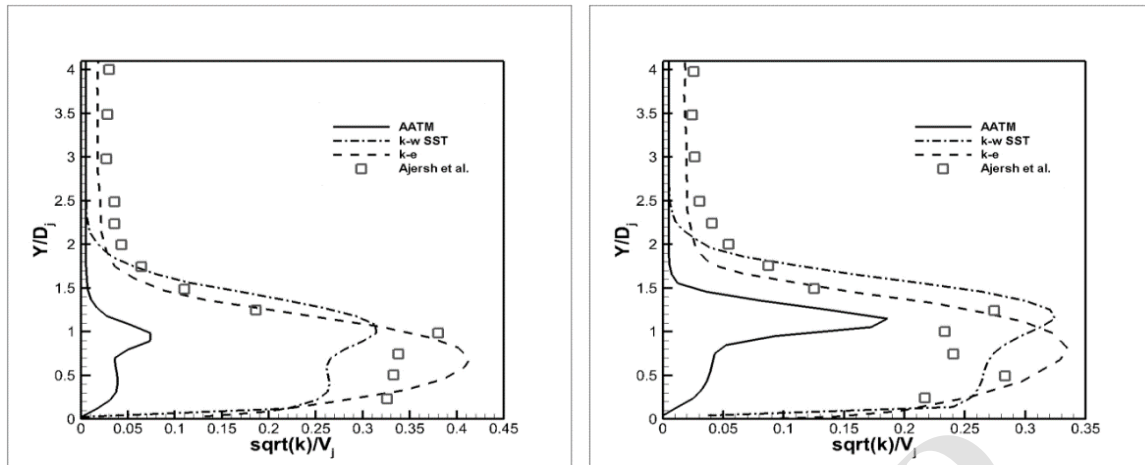 4
3.5
3
2.5
2
1.5
1
0.5
0
Y/Dj
AATM
k-w SST
k-e
Ajersh et al.
0 0.05 0.1 0.15 0.2 0.25 0.3 0.35 0.4 0.45
sqrt(k)/Vj
4
3.5
3
2.5
2
1.5
1
0.5
0
Y/Dj
AATM
k-w SST
k-e
Ajersh et al.
0 0.05 0.1 0.15 0.2 0.25 0.3 0.35
sqrt(k)/Vj